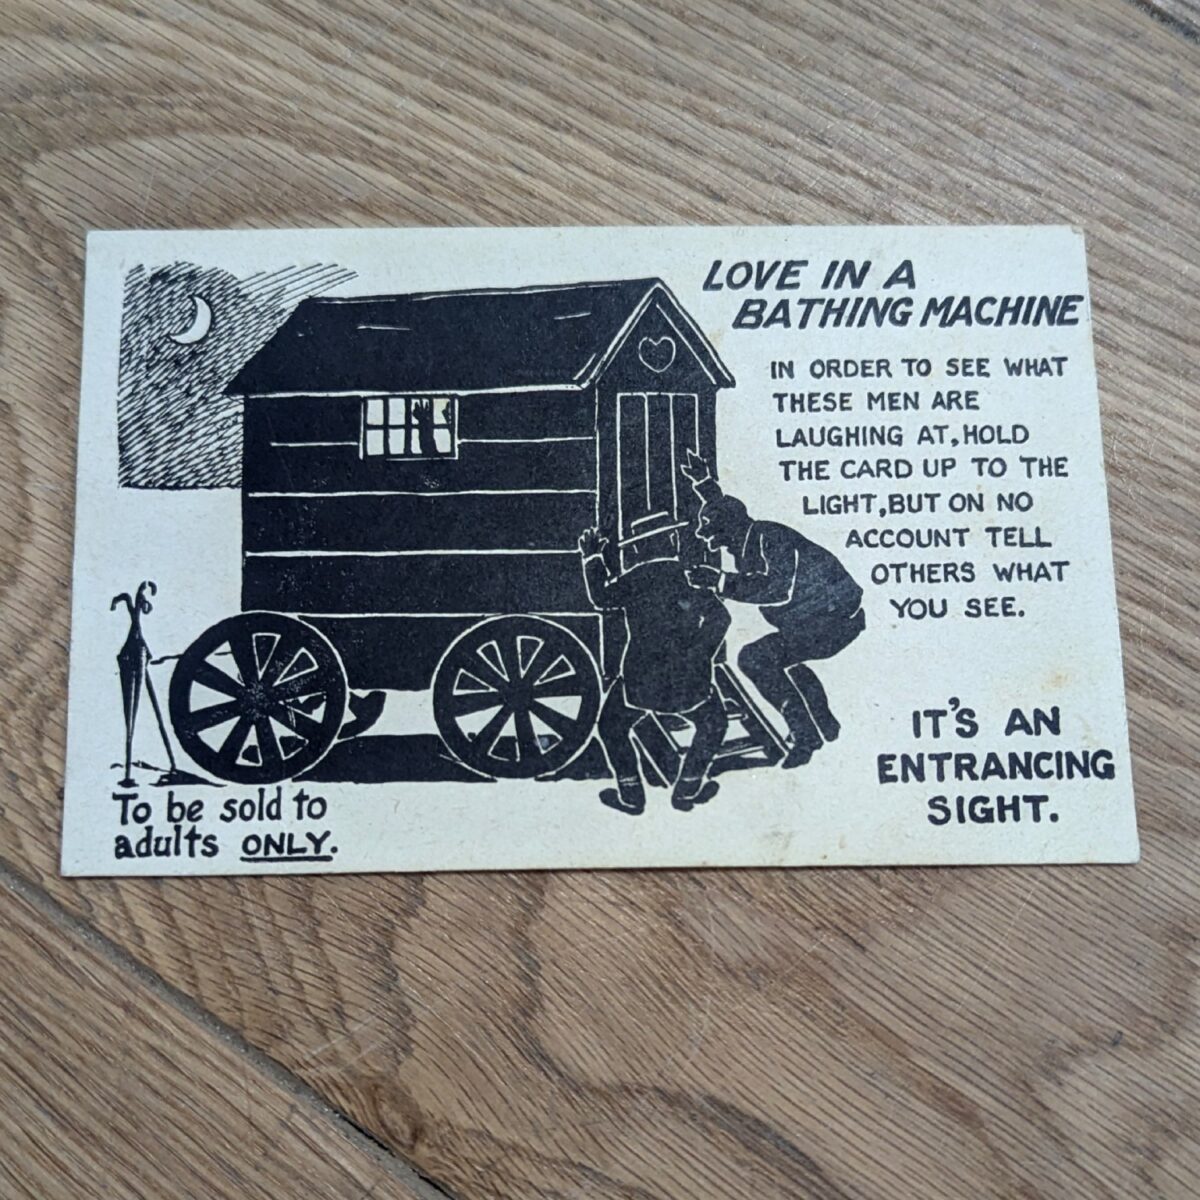 LOVE IN A
BATHING MACHINE
IN ORDER TO SEE WHAT
THESE MEN ARE
LAUGHING AT, HOLD
THE CARD UP TO THE
LIGHT, BUT ON NO
ACCOUNT TELL
OTHERS WHAT
YOU SEE.
IT'S AN
ENTRANCING
SIGHT.
To be sold to
adults ONLY.